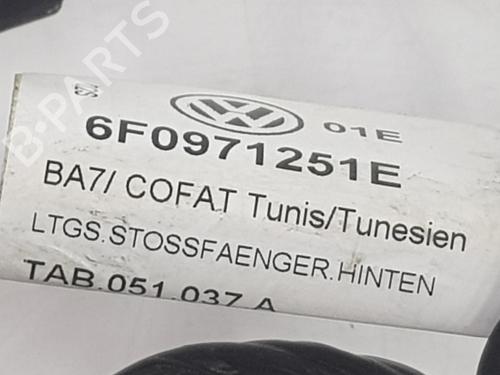 B-PARTS
01E
6F0971251E
BA7/ COFAT Tunis/Tunesien
LTGS.STOSSFAENGER.HINTEN
TAB.051.037.A